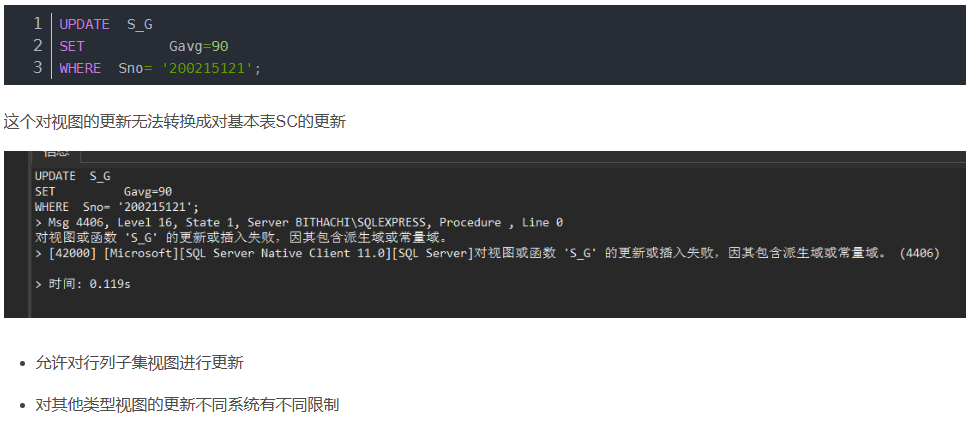 1 UPDATE S_G
2 SET Gavg=90
3 WHERE Sno= '200215121';
这个对视图的更新无法转换成对基本表SC的更新
信息
UPDATE S_G
SET Gavg=90
WHERE Sno= '200215121';
> Msg 4406, Level 16, State 1, Server BITHACHI\SQLEXPRESS, Procedure , Line 0
对视图或函数 'S_G' 的更新或插入失败，因其包含派生域或常量域。
> [42000] [Microsoft][SQL Server Native Client 11.0][SQL Server]对视图或函数 'S_G' 的更新或插入失败，因其包含派生域或常量域。 (4406)
> 时间: 0.119s
• 允许对行列子集视图进行更新
• 对其他类型视图的更新不同系统有不同限制